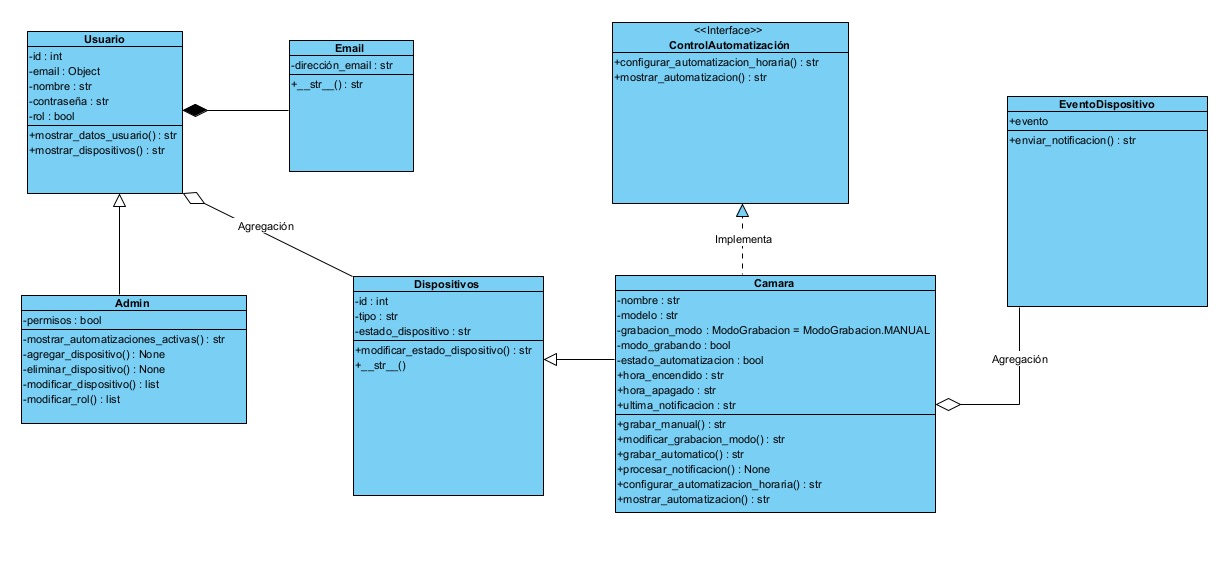 Usuario
-id : int
-email : Object
-nombre : str
-contraseña : str
-rol : bool
+mostrar_datos_usuario() : str
+mostrar_dispositivos() : str
Email
-dirección_email : str
+__str__() : str
<<Interface>>
ControlAutomatización
+configurar_automatizacion_horaria() : str
+mostrar_automatizacion() : str
EventoDispositivo
+evento
+enviar_notificacion() : str
Agregación
Implementa
Admin
-permisos : bool
-mostrar_automatizaciones_activas() : str
-agregar_dispositivo() : None
-eliminar_dispositivo() : None
-modificar_dispositivo() : list
-modificar_rol() : list
Dispositivos
-id : int
-tipo : str
-estado_dispositivo : str
+modificar_estado_dispositivo() : str
+__str__()
Camara
-nombre : str
-modelo : str
-grabacion_modo : ModoGrabacion = ModoGrabacion.MANUAL
-modo_grabando : bool
-estado_automatizacion : bool
+hora_encendido : str
+hora_apagado : str
+ultima_notificacion : str
+grabar_manual() : str
+modificar_grabacion_modo() : str
+grabar_automatico() : str
+procesar_notificacion() : None
+configurar_automatizacion_horaria() : str
+mostrar_automatizacion() : str
Agregación